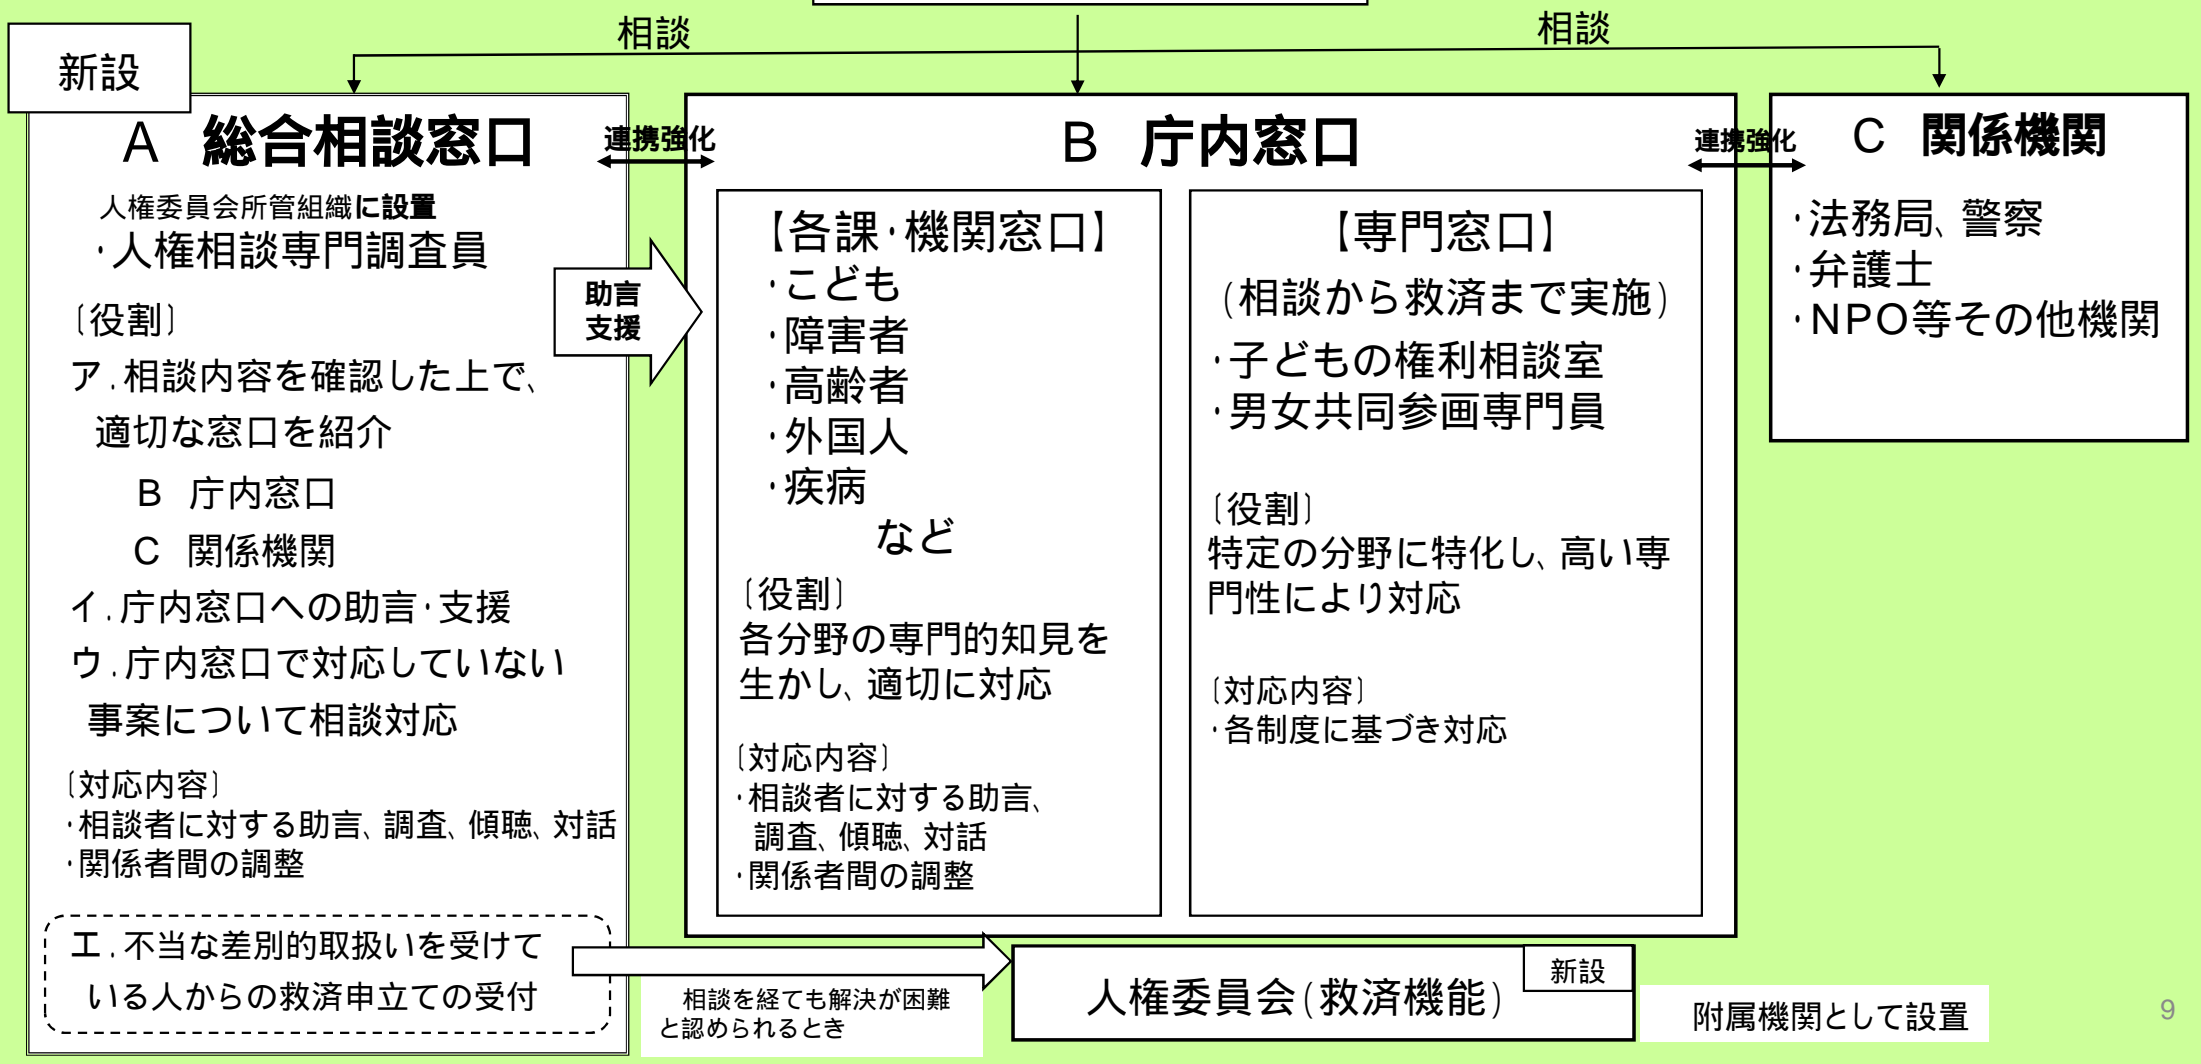 相談
相談
新設
A 総合相談窓口
人権委員会所管組織に設置
・人権相談専門調査員
〔役割〕
ア.相談内容を確認した上で、
適切な窓口を紹介
B 庁内窓口
C 関係機関
イ.庁内窓口への助言・支援
ウ.庁内窓口で対応していない
事案について相談対応
〔対応内容〕
・相談者に対する助言、調査、傾聴、対話
・関係者間の調整
エ.不当な差別的取扱いを受けて
いる人からの救済申立ての受付
連携強化
助言
支援
B 庁内窓口
【各課・機関窓口】
・こども
・障害者
・高齢者
・外国人
・疾病
など
〔役割〕
各分野の専門的知見を
生かし、適切に対応
〔対応内容〕
・相談者に対する助言、
調査、傾聴、対話
・関係者間の調整
【専門窓口】
(相談から救済まで実施)
・子どもの権利相談室
・男女共同参画専門員
〔役割〕
特定の分野に特化し、高い専
門性により対応
〔対応内容〕
・各制度に基づき対応
連携強化
C 関係機関
・法務局、警察
・弁護士
・NPO等その他機関
相談を経ても解決が困難
と認められるとき
人権委員会(救済機能)
新設
附属機関として設置
9